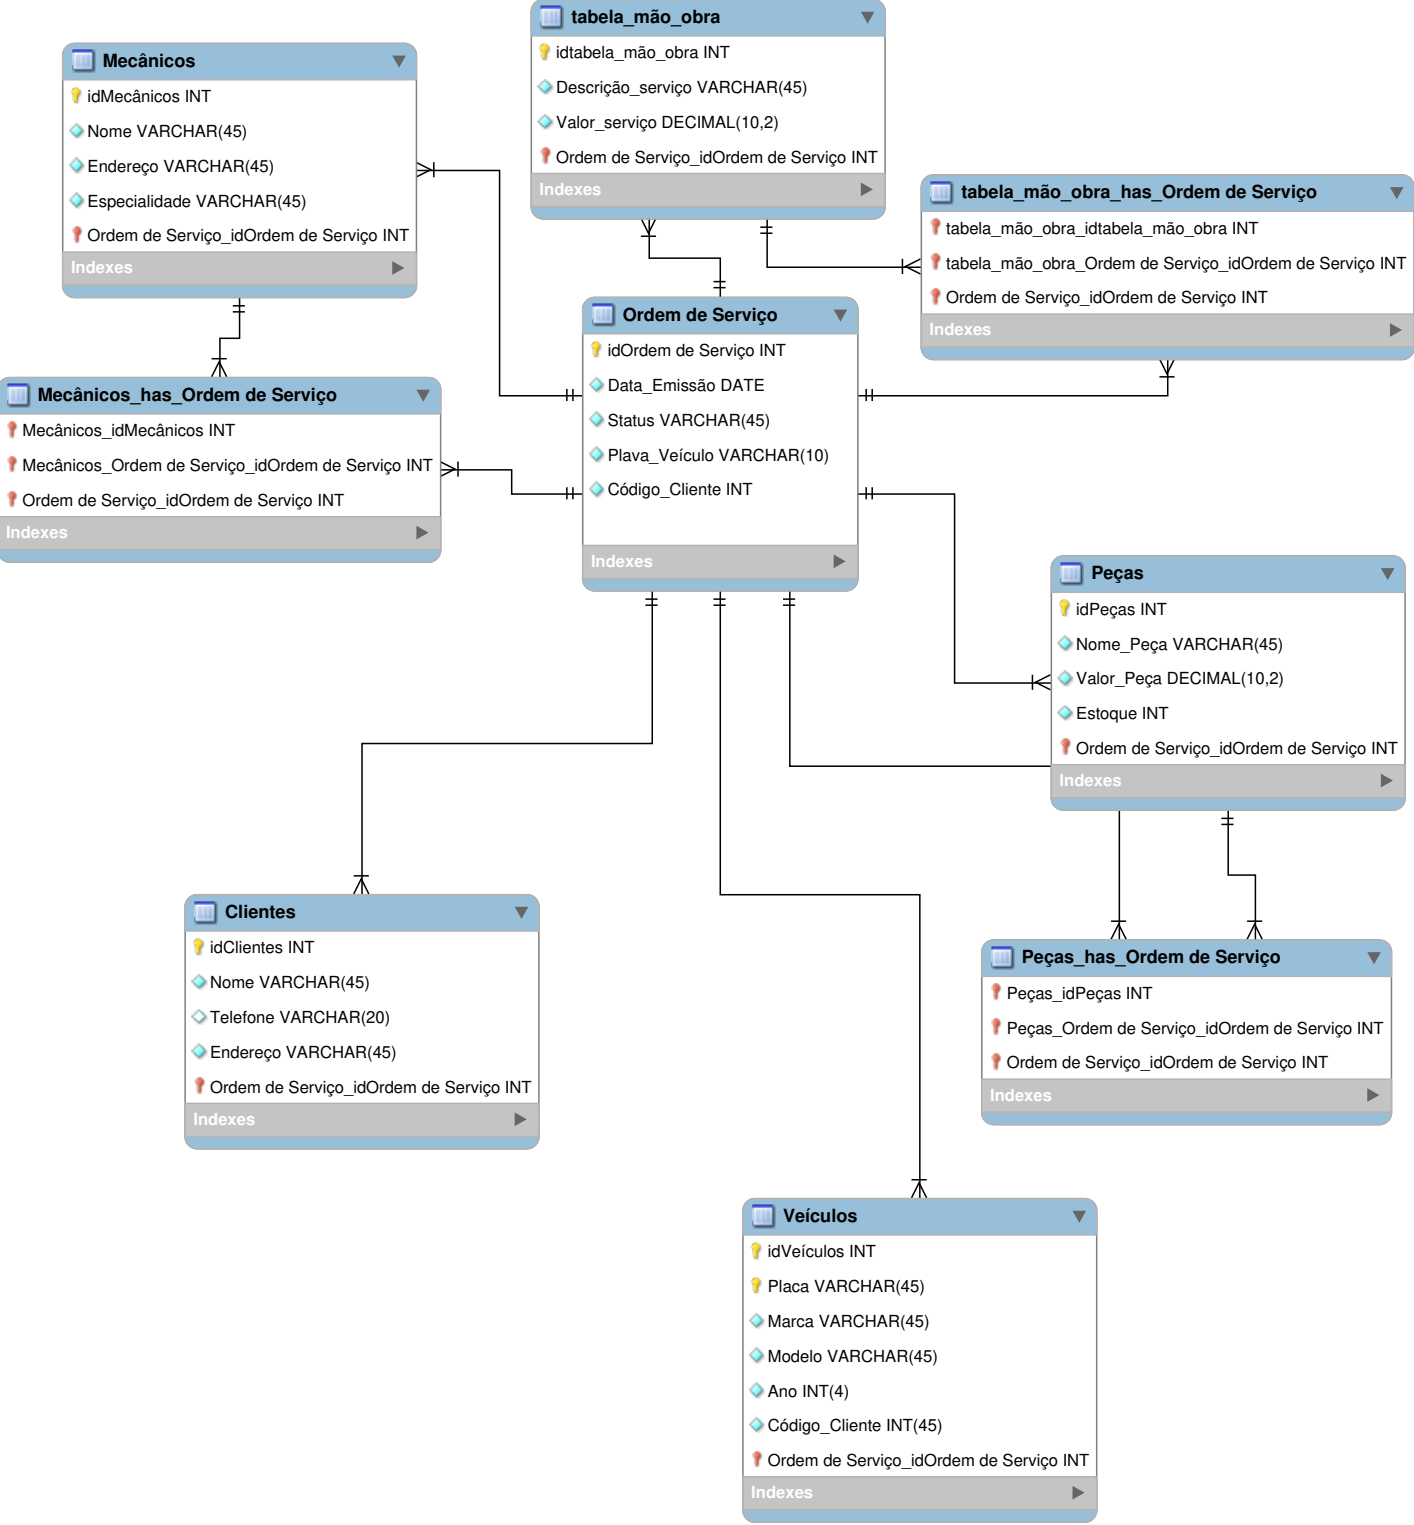 tabela_mão_obra
idtabela_mão_obra INT
Descrição_serviço VARCHAR(45)
Valor_serviço DECIMAL(10,2)
Ordem de Serviço_idOrdem de Serviço INT
Indexes
Mecânicos
idMecânicos INT
Nome VARCHAR(45)
Endereço VARCHAR(45)
Especialidade VARCHAR(45)
Ordem de Serviço_idOrdem de Serviço INT
Indexes
tabela_mão_obra_has_Ordem de Serviço
tabela_mão_obra_idtabela_mão_obra INT
tabela_mão_obra_Ordem de Serviço_idOrdem de Serviço INT
Ordem de Serviço_idOrdem de Serviço INT
Indexes
Ordem de Serviço
idOrdem de Serviço INT
Data_Emissão DATE
Status VARCHAR(45)
Plava_Veículo VARCHAR(10)
Código_Cliente INT
Indexes
Mecânicos_has_Ordem de Serviço
Mecânicos_idMecânicos INT
Mecânicos_Ordem de Serviço_idOrdem de Serviço INT
Ordem de Serviço_idOrdem de Serviço INT
Indexes
Peças
idPeças INT
Nome_Peça VARCHAR(45)
Valor_Peça DECIMAL(10,2)
Estoque INT
Ordem de Serviço_idOrdem de Serviço INT
Indexes
Clientes
idClientes INT
Nome VARCHAR(45)
Telefone VARCHAR(20)
Endereço VARCHAR(45)
Ordem de Serviço_idOrdem de Serviço INT
Indexes
Peças_has_Ordem de Serviço
Peças_idPeças INT
Peças_Ordem de Serviço_idOrdem de Serviço INT
Ordem de Serviço_idOrdem de Serviço INT
Indexes
Veículos
idVeículos INT
Placa VARCHAR(45)
Marca VARCHAR(45)
Modelo VARCHAR(45)
Ano INT(4)
Código_Cliente INT(45)
Ordem de Serviço_idOrdem de Serviço INT
Indexes